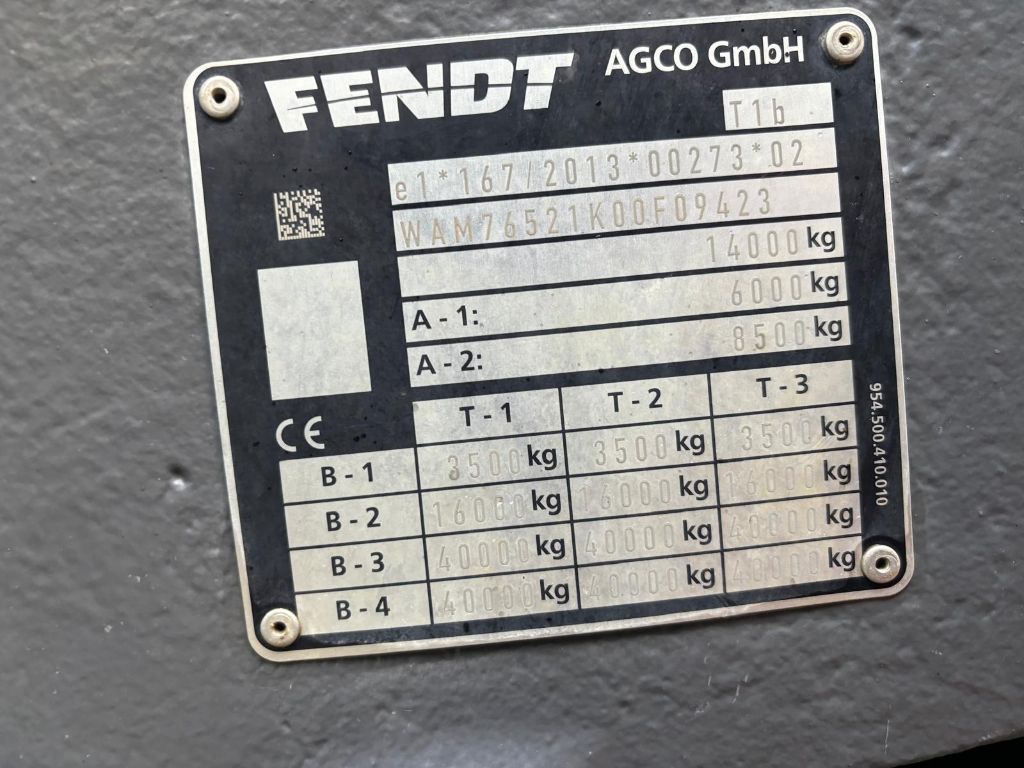 FENDT AGCO GmbH
T1b
e1*167/2013*00273*02
WAM76521K00F09423
14000 kg
A - 1: 6000 kg
A - 2: 8500 kg
CE
T - 1 T - 2 T - 3
B - 1 3500 kg 3500 kg 3500 kg
B - 2 16000 kg 16000 kg 16000 kg
B - 3 40000 kg 40000 kg 40000 kg
B - 4 40000 kg 40000 kg 40000 kg
954.500.410.010